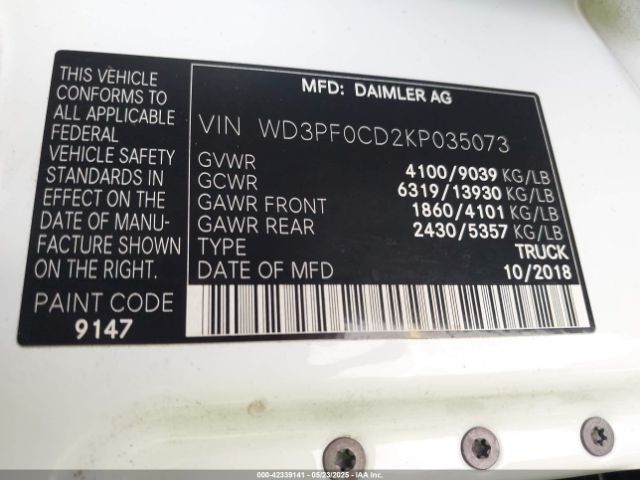 THIS VEHICLE
CONFORMS TO
ALL APPLICABLE
FEDERAL
VEHICLE SAFETY
STANDARDS IN
EFFECT ON THE
DATE OF MANU-
FACTURE SHOWN
ON THE RIGHT.
PAINT CODE
9147
MFD: DAIMLER AG
VIN WD3PF0CD2KP035073
GVWR 4100/9039 KG/LB
GCWR 6319/13930 KG/LB
GAWR FRONT 1860/4101 KG/LB
GAWR REAR 2430/5357 KG/LB
TYPE TRUCK
DATE OF MFD 10/2018
000-42339141 - 05/23/2025 - IAAI.COM